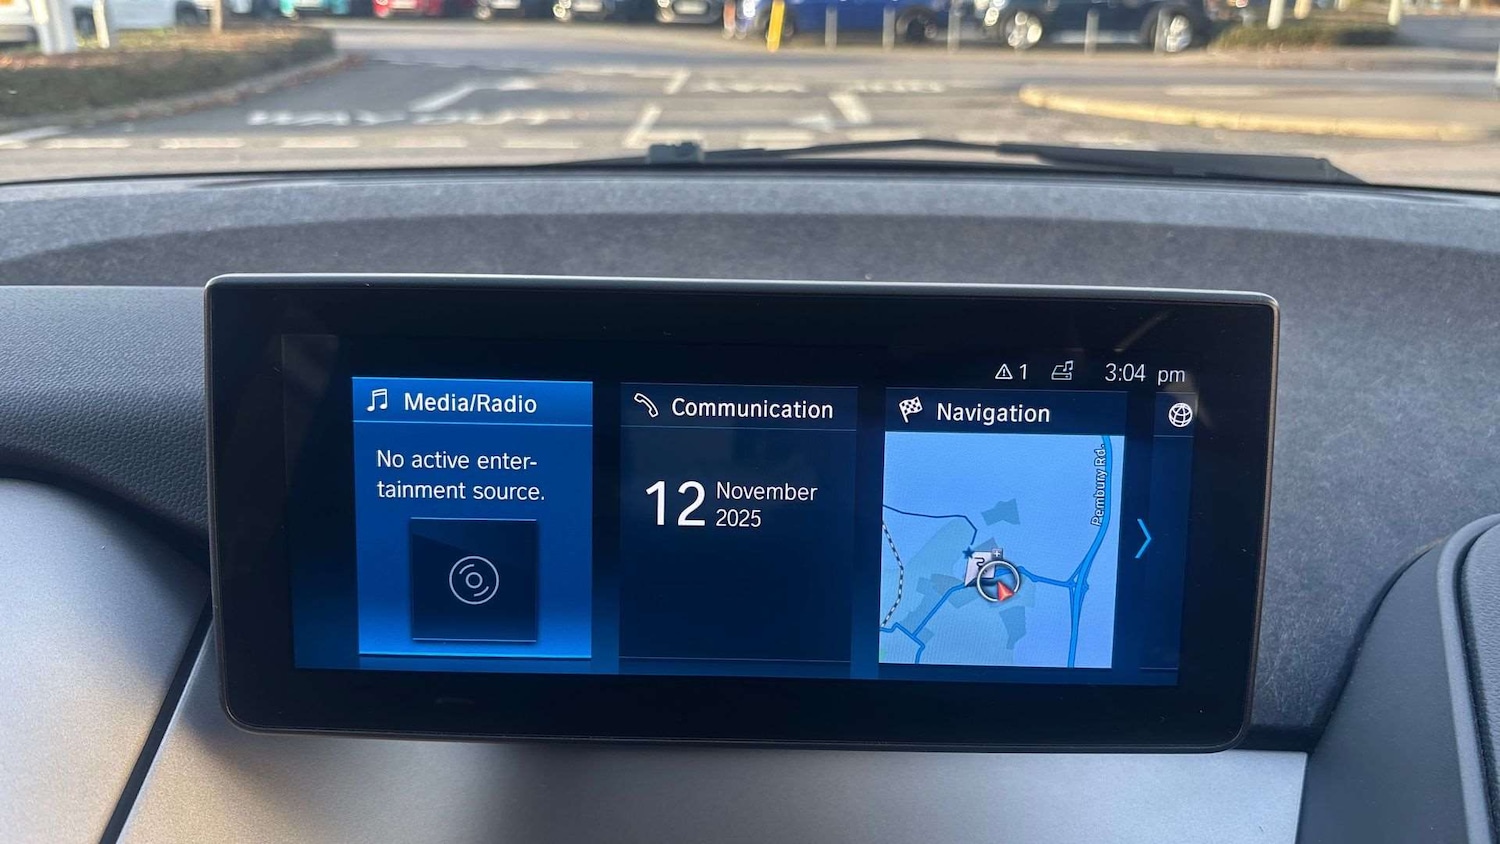 1
3:04 pm
Media/Radio
No active enter-
tainment source.
Communication
12
November
2025
Navigation
Pembury Rd.